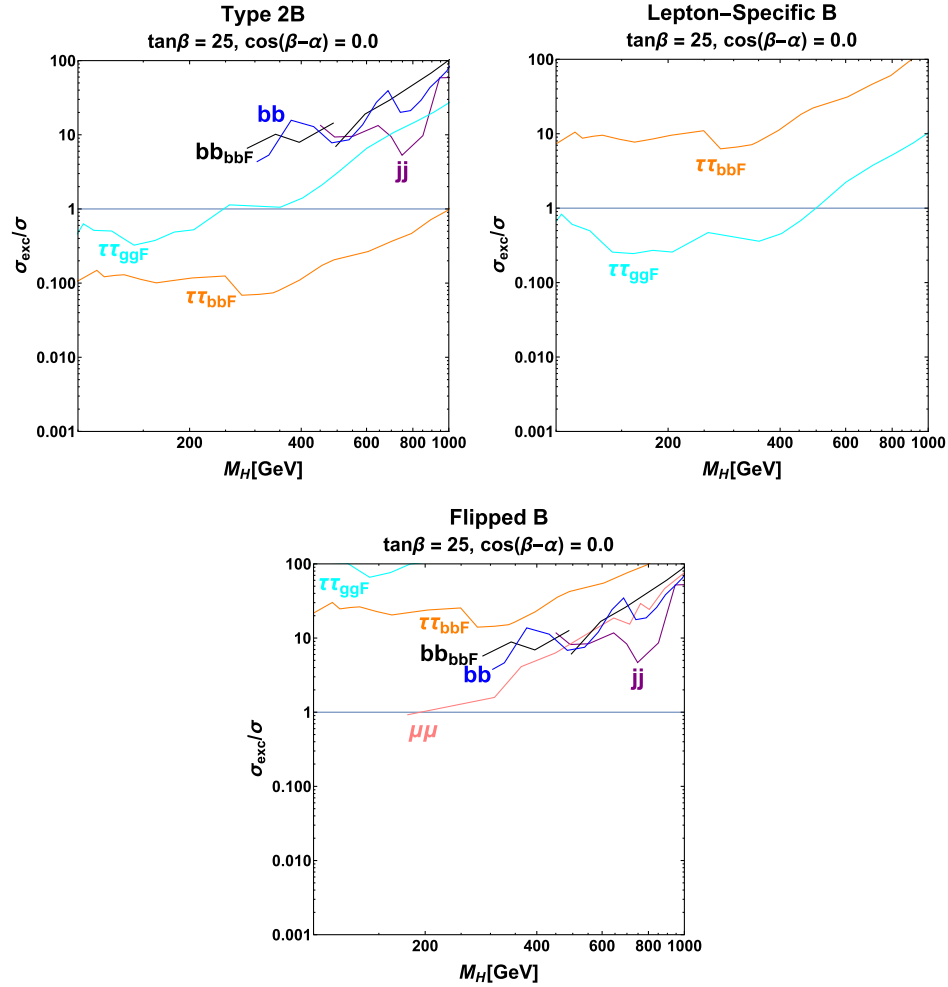 Type 2B
tanβ = 25, cos(β-α) = 0.0
100
10
1
0.100
0.010
0.001
σexc/σ
bb
bbbbF
jj
ττggF
ττbbF
200
400
600
800
1000
MH[GeV]
Lepton-Specific B
tanβ = 25, cos(β-α) = 0.0
100
10
1
0.100
0.010
0.001
σexc/σ
ττbbF
ττggF
200
400
600
800
1000
MH[GeV]
Flipped B
tanβ = 25, cos(β-α) = 0.0
100
10
1
0.100
0.010
0.001
σexc/σ
ττggF
ττbbF
bbbbF
bb
jj
μμ
200
400
600
800
1000
MH[GeV]